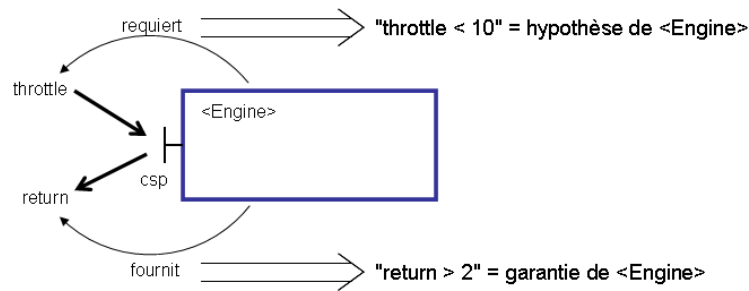 requiert
"throttle < 10" = hypothèse de <Engine>
throttle
<Engine>
csp
return
fournit
"return > 2" = garantie de <Engine>